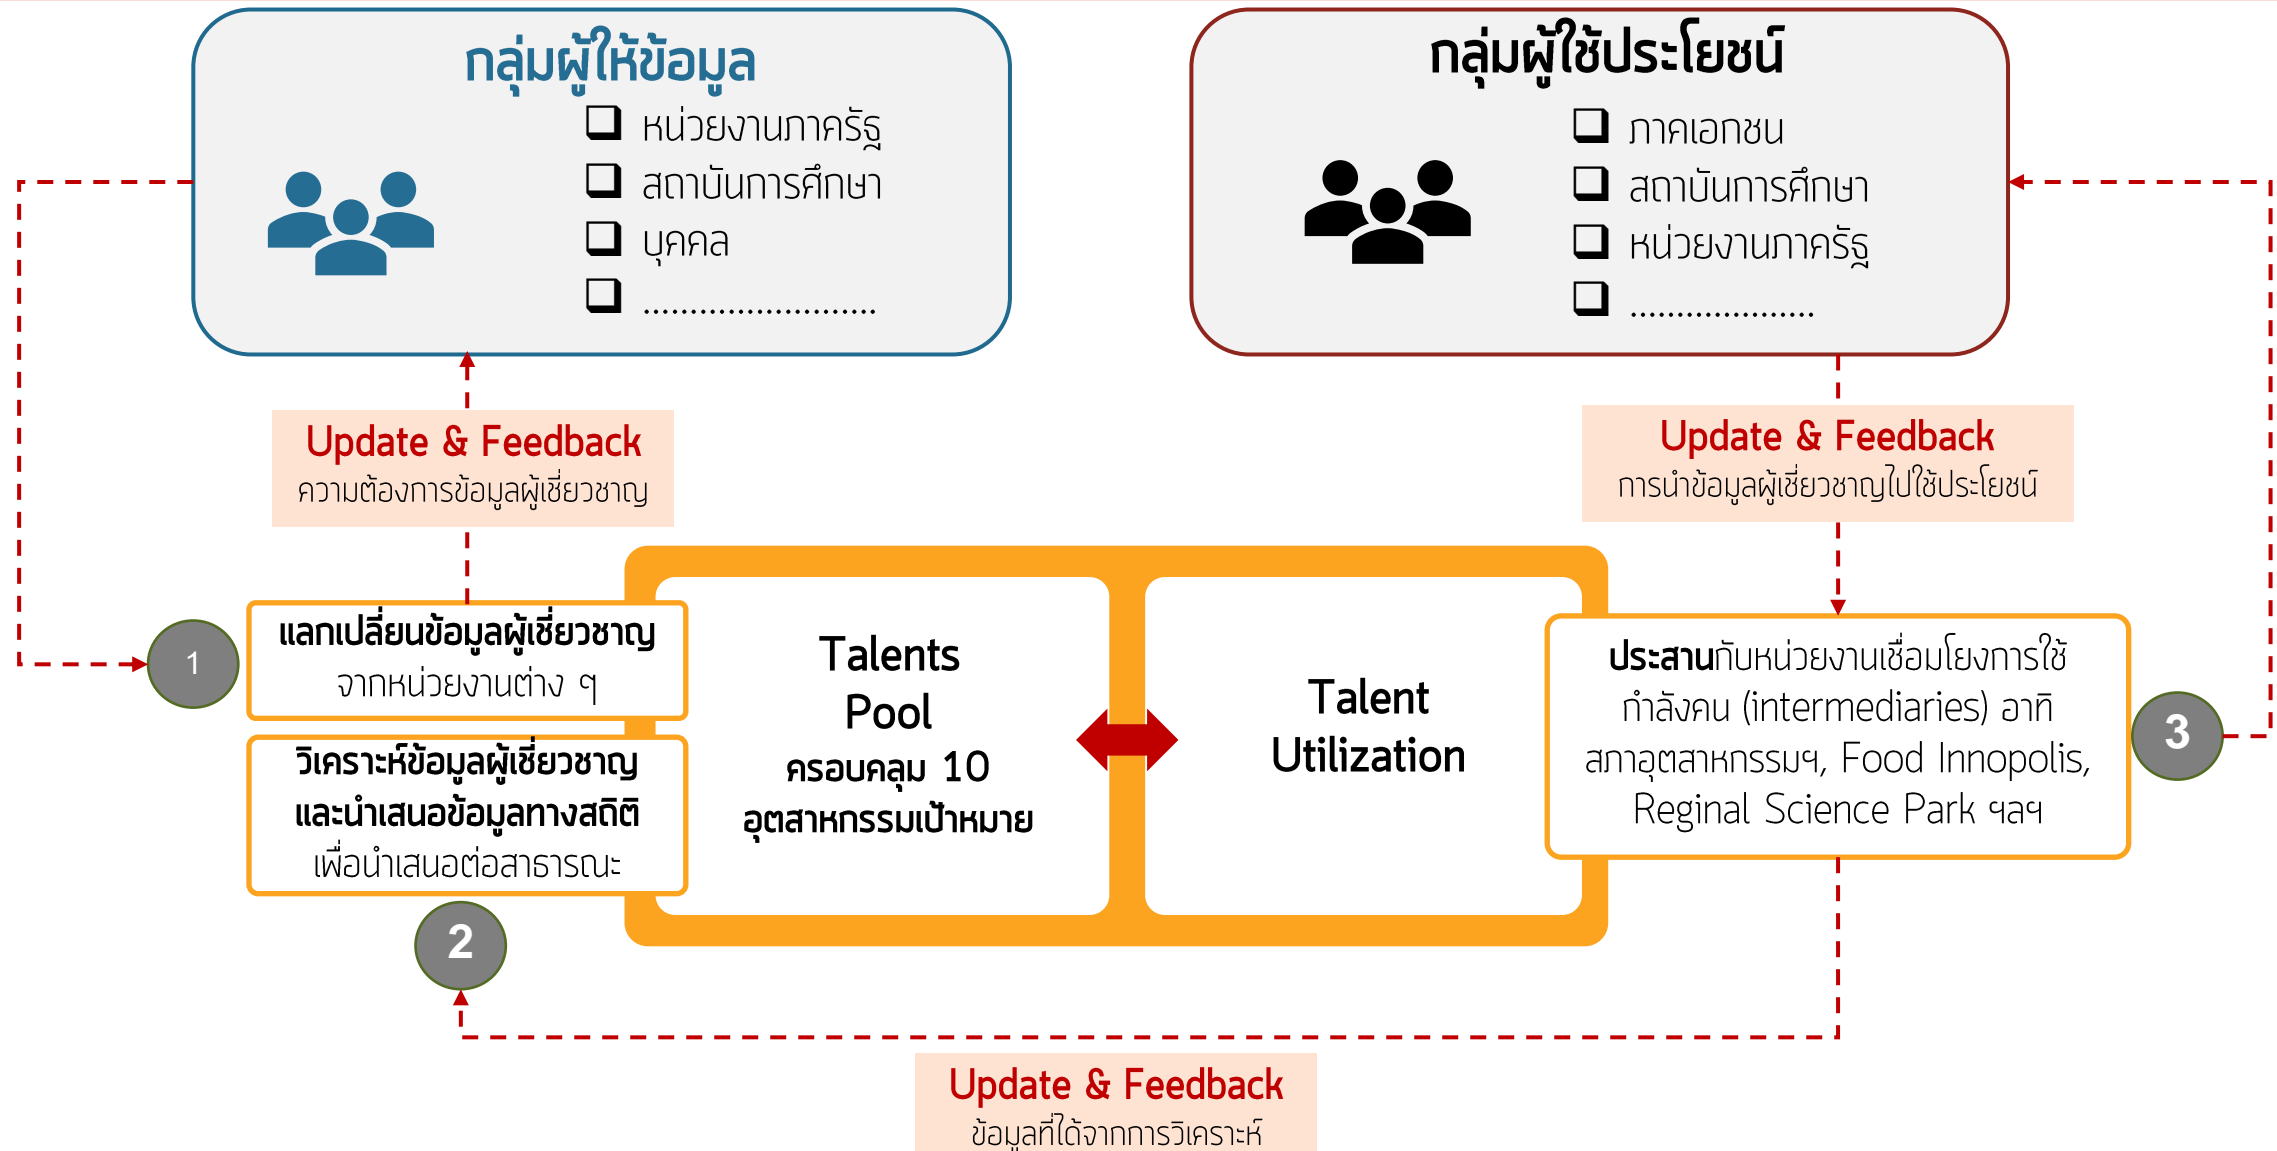 กลุ่มผู้ให้ข้อมูล
หน่วยงานภาครัฐ
สถาบันการศึกษา
บุคคล
.........................
กลุ่มผู้ใช้ประโยชน์
ภาคเอกชน
สถาบันการศึกษา
หน่วยงานภาครัฐ
....................
Update & Feedback
ความต้องการข้อมูลผู้เชี่ยวชาญ
Update & Feedback
การนำข้อมูลผู้เชี่ยวชาญไปใช้ประโยชน์
1
แลกเปลี่ยนข้อมูลผู้เชี่ยวชาญ
จากหน่วยงานต่าง ๆ
วิเคราะห์ข้อมูลผู้เชี่ยวชาญ
และนำเสนอข้อมูลทางสถิติ
เพื่อนำเสนอต่อสาธารณะ
2
Talents
Pool
ครอบคลุม 10
อุตสาหกรรมเป้าหมาย
Talent
Utilization
ประสานกับหน่วยงานเชื่อมโยงการใช้
กำลังคน (intermediaries) อาทิ
สภาอุตสาหกรรมฯ, Food Innopolis,
Reginal Science Park ฯลฯ
3
Update & Feedback
ข้อมูลที่ได้จากการวิเคราะห์